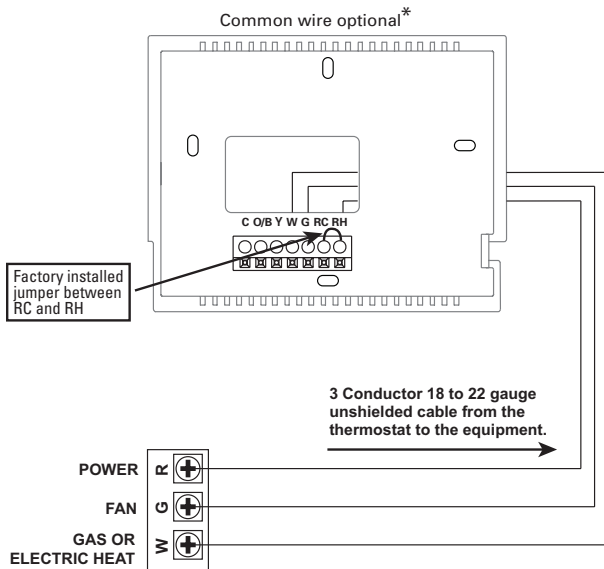 Common wire optional*
C O/B Y W G RC RH
Factory installed
jumper between
RC and RH
3 Conductor 18 to 22 gauge
unshielded cable from the
thermostat to the equipment.
POWER R
FAN G
GAS OR
ELECTRIC HEAT W